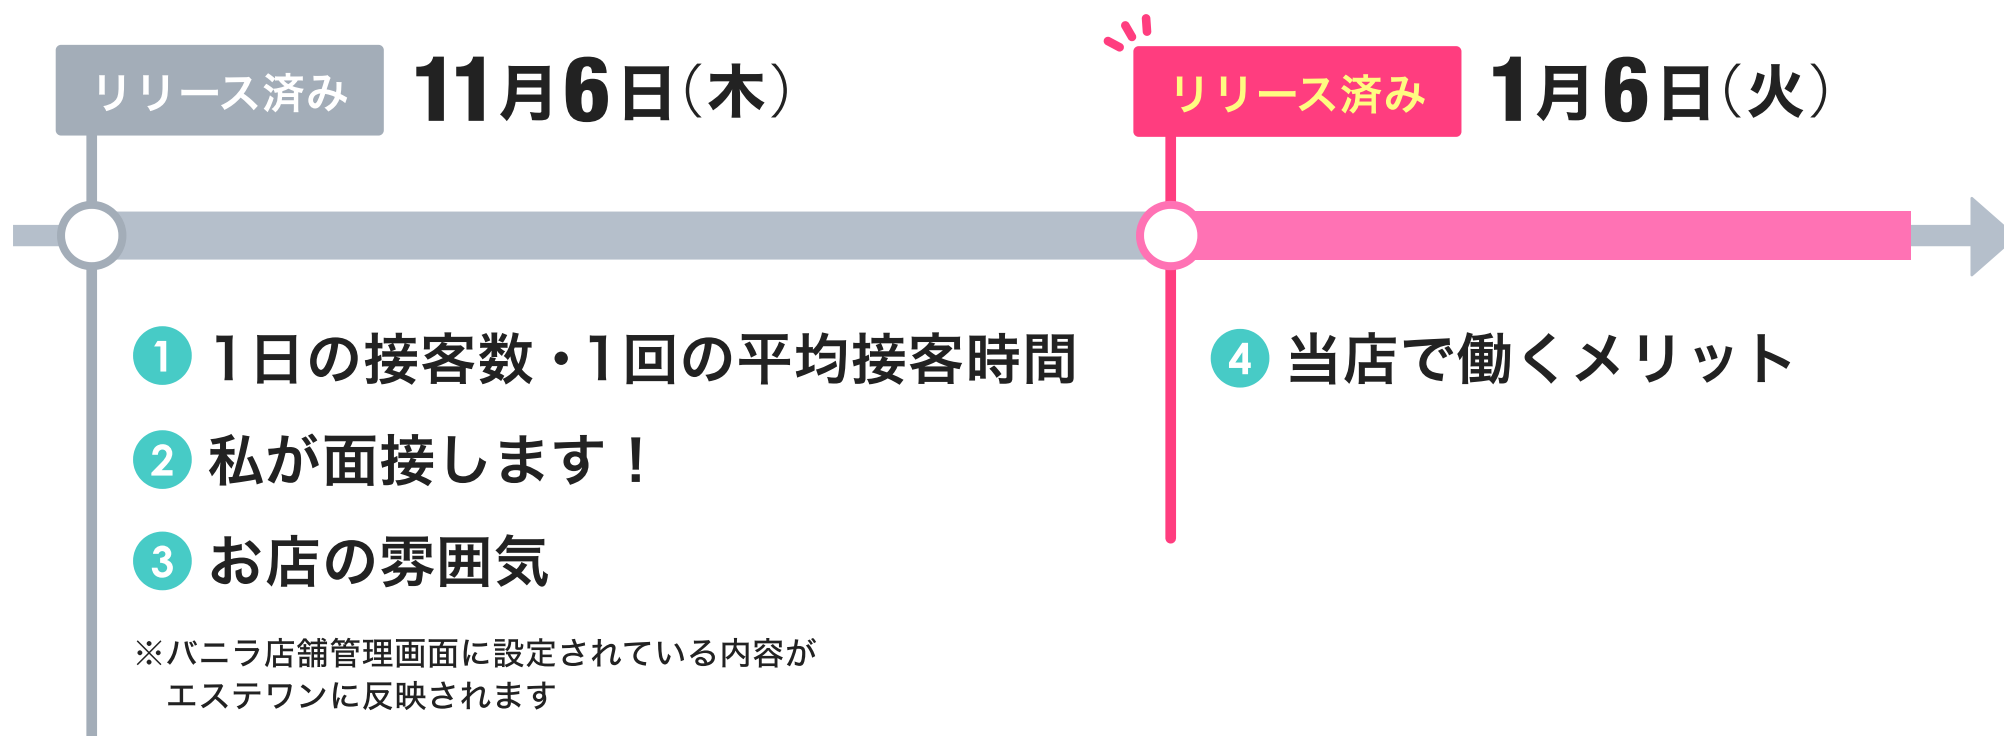 リリース済み 11月6日（木）
リリース済み 1月6日（火）
1 1日の接客数・1回の平均接客時間
2 私が面接します！
3 お店の雰囲気
※バニラ店舗管理画面に設定されている内容が
エステワンに反映されます
4 当店で働くメリット